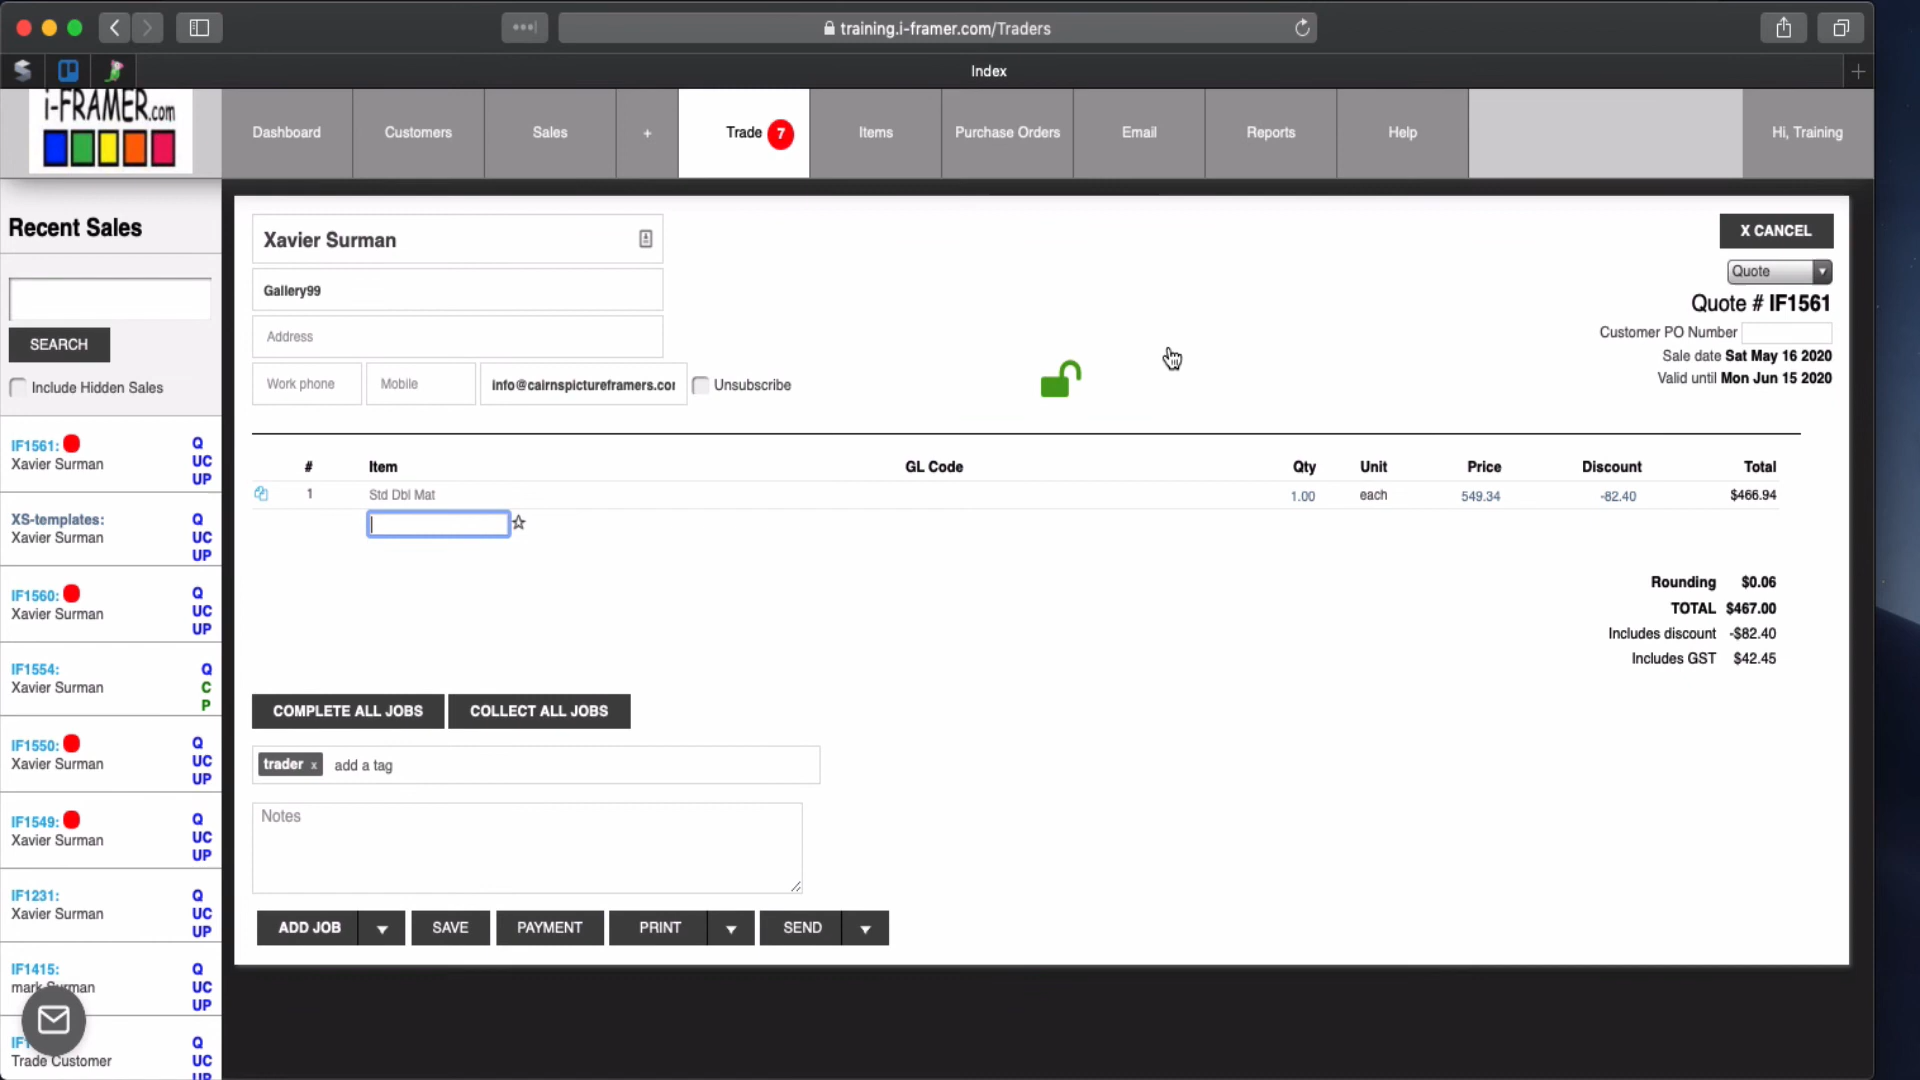 training.i-framer.com/Traders
Index
i-FRAMER.com
Dashboard
Customers
Sales
+
Trade 7
Items
Purchase Orders
Email
Reports
Help
Hi, Training
Recent Sales
SEARCH
Include Hidden Sales
IF1561: Q
Xavier Surman UC
UP
XS-templates: Q
Xavier Surman UC
UP
IF1560: Q
Xavier Surman UC
UP
IF1554: Q
Xavier Surman C
P
IF1550: Q
Xavier Surman UC
UP
IF1549: Q
Xavier Surman UC
UP
IF1231: Q
Xavier Surman UC
UP
IF1415: Q
mark Surman UC
UP
Q
Trade Customer UC
UP
Xavier Surman
Gallery99
Address
Work phone Mobile info@cairnspictureframers.cor Unsubscribe
X CANCEL
Quote
Quote # IF1561
Customer PO Number
Sale date Sat May 16 2020
Valid until Mon Jun 15 2020
# Item GL Code Qty Unit Price Discount Total
1 Std Dbl Mat 1.00 each 549.34 -82.40 $466.94
Rounding $0.06
TOTAL $467.00
Includes discount -$82.40
Includes GST $42.45
COMPLETE ALL JOBS COLLECT ALL JOBS
trader x add a tag
Notes
ADD JOB SAVE PAYMENT PRINT SEND